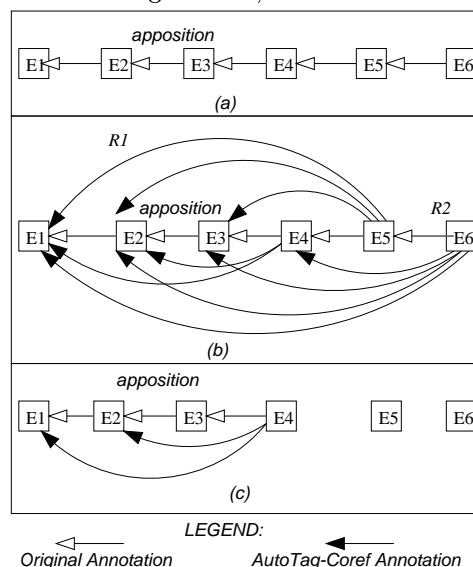 apposition
E1 E2 E3 E4 E5 E6
(a)
R1
apposition
R2
E1 E2 E3 E4 E5 E6
(b)
apposition
E1 E2 E3 E4 E5 E6
(c)
LEGEND:
Original Annotation AutoTag-Coref Annotation